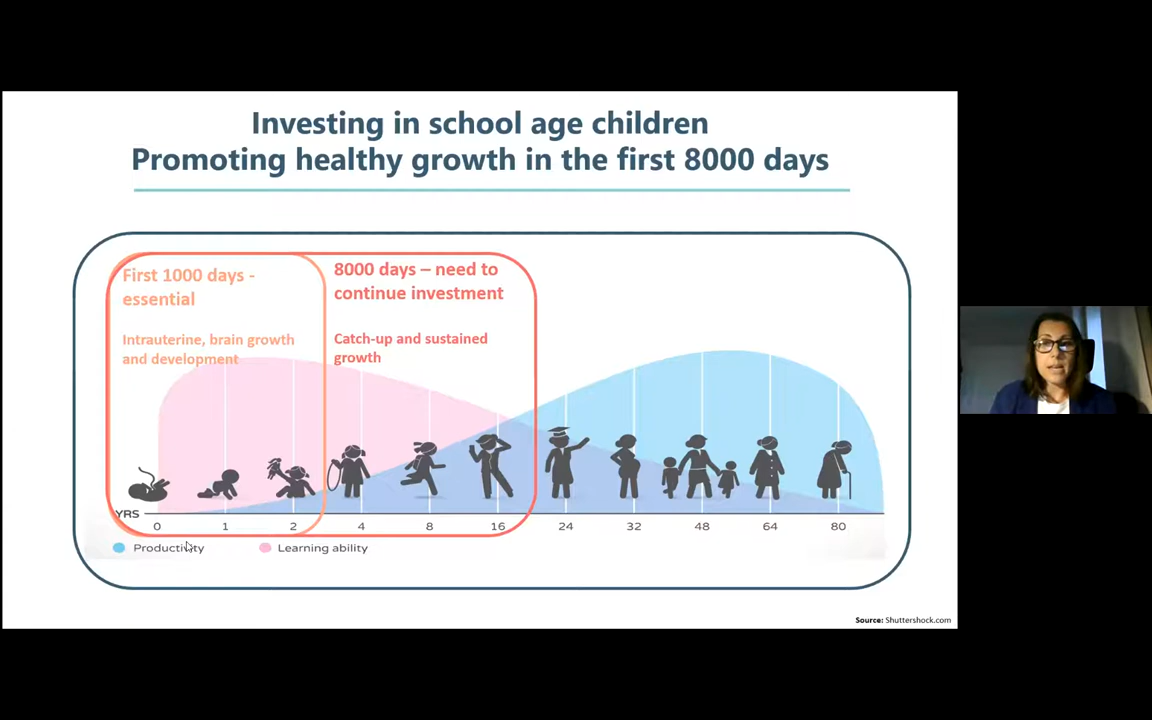 Investing in school age children
Promoting healthy growth in the first 8000 days
First 1000 days -
essential
Intrauterine, brain growth
and development
8000 days – need to
continue investment
Catch-up and sustained
growth
YRS 0 1 2 4 8 16 24 32 48 64 80
Productivity Learning ability
Source: Shuttershock.com